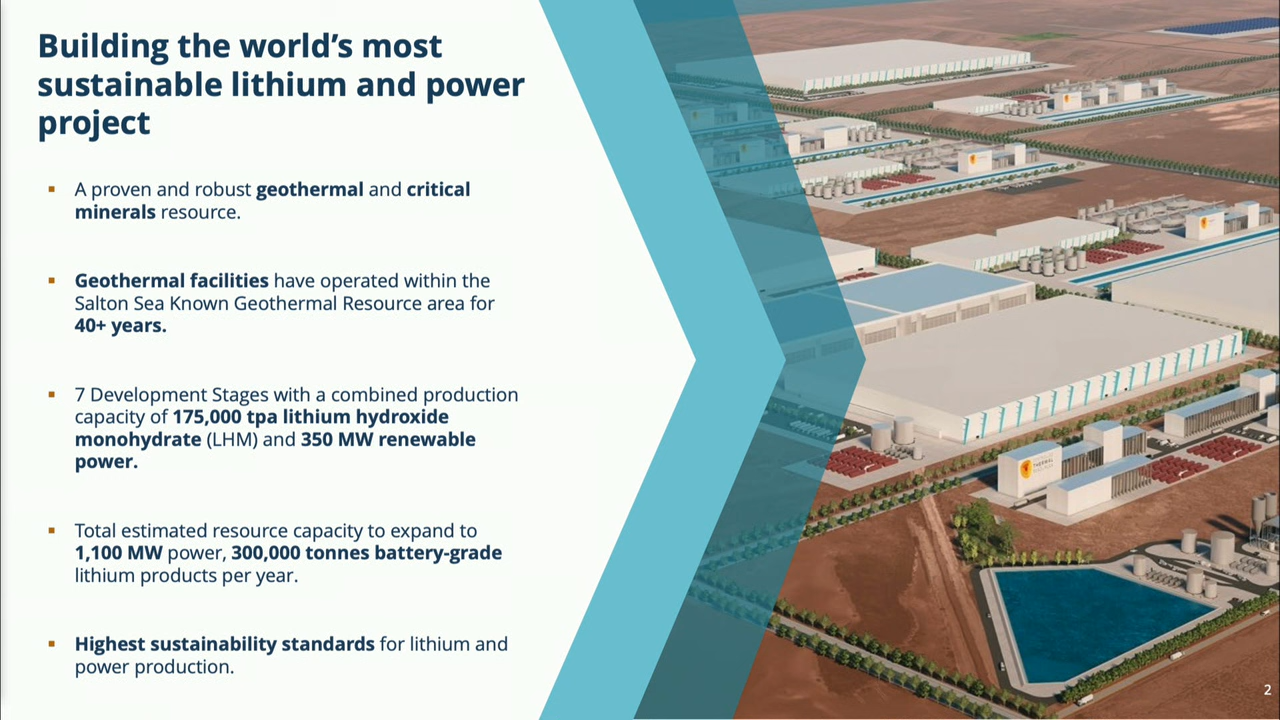 Building the world’s most
sustainable lithium and power
project
▪ A proven and robust geothermal and critical
minerals resource.
▪ Geothermal facilities have operated within the
Salton Sea Known Geothermal Resource area for
40+ years.
▪ 7 Development Stages with a combined production
capacity of 175,000 tpa lithium hydroxide
monohydrate (LHM) and 350 MW renewable
power.
▪ Total estimated resource capacity to expand to
1,100 MW power, 300,000 tonnes battery-grade
lithium products per year.
▪ Highest sustainability standards for lithium and
power production.
THERMAL
2